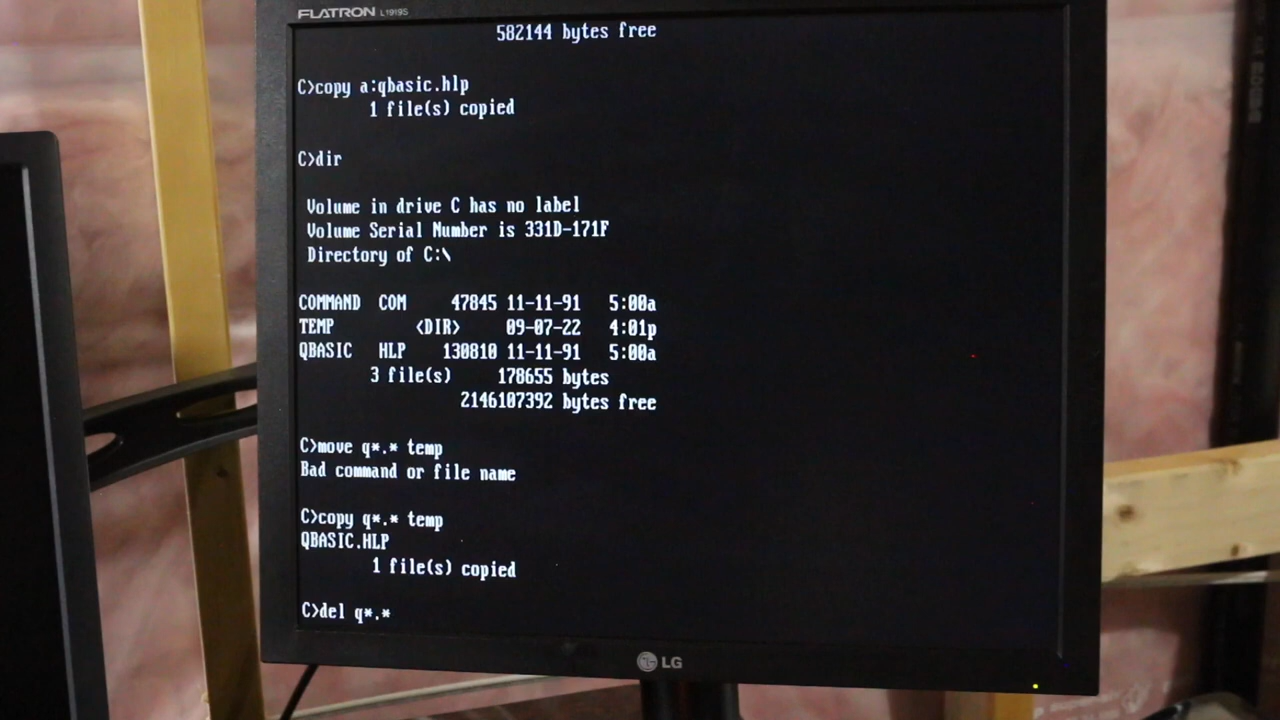 FLATRON L1919S
582144 bytes free
C>copy a:qbasic.hlp
1 file(s) copied
C>dir
Volume in drive C has no label
Volume Serial Number is 331D-171F
Directory of C:\
COMMAND COM 47845 11-11-91 5:00a
TEMP <DIR> 09-07-22 4:01p
QBASIC HLP 130810 11-11-91 5:00a
3 file(s) 178655 bytes
2146107392 bytes free
C>move q*.* temp
Bad command or file name
C>copy q*.* temp
QBASIC.HLP
1 file(s) copied
C>del q*.*
LG